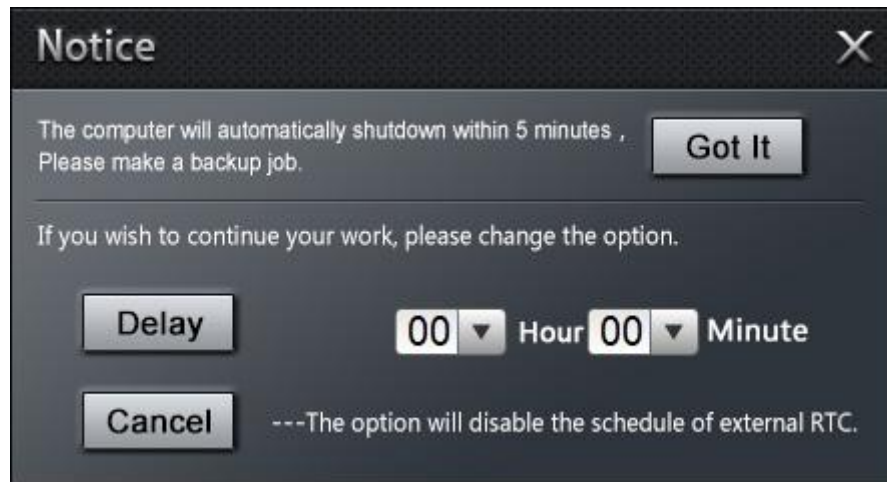 Notice
The computer will automatically shutdown within 5 minutes ,
Please make a backup job.
Got It
If you wish to continue your work, please change the option.
Delay
00 Hour 00 Minute
Cancel
---The option will disable the schedule of external RTC.